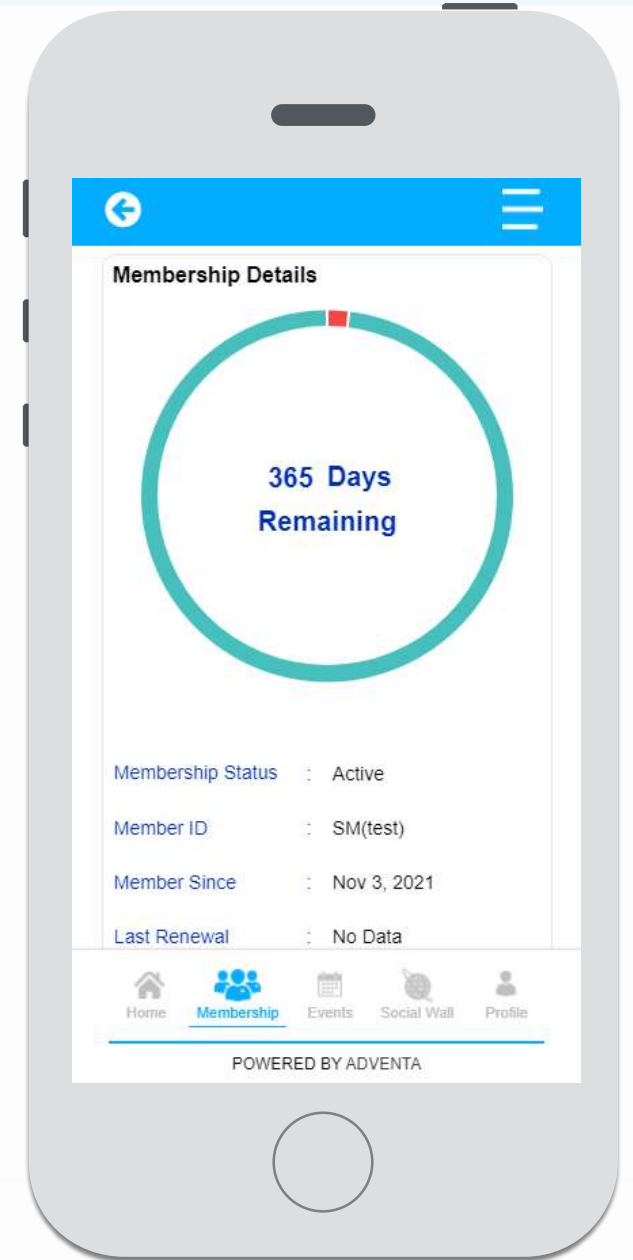 Membership Details
365 Days
Remaining
Membership Status : Active
Member ID : SM(test)
Member Since : Nov 3, 2021
Last Renewal : No Data
Home Membership Events Social Wall Profile
POWERED BY ADVENTA